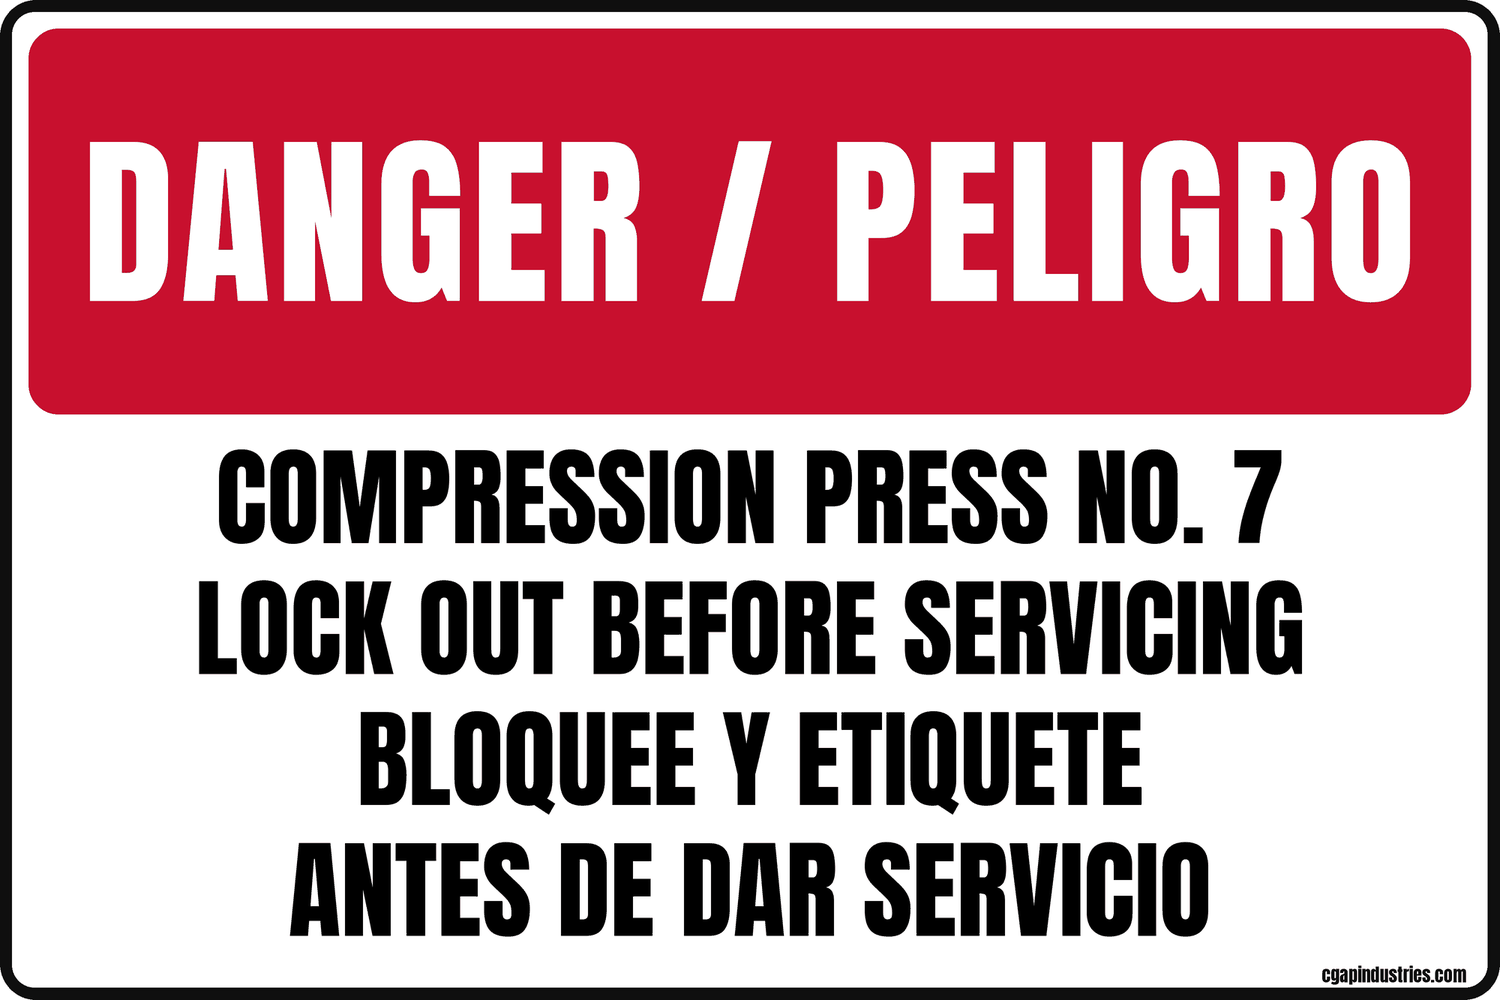 DANGER / PELIGRO
COMPRESSION PRESS NO. 7
LOCK OUT BEFORE SERVICING
BLOQUEE Y ETIQUETE
ANTES DE DAR SERVICIO
cgapindustries.com